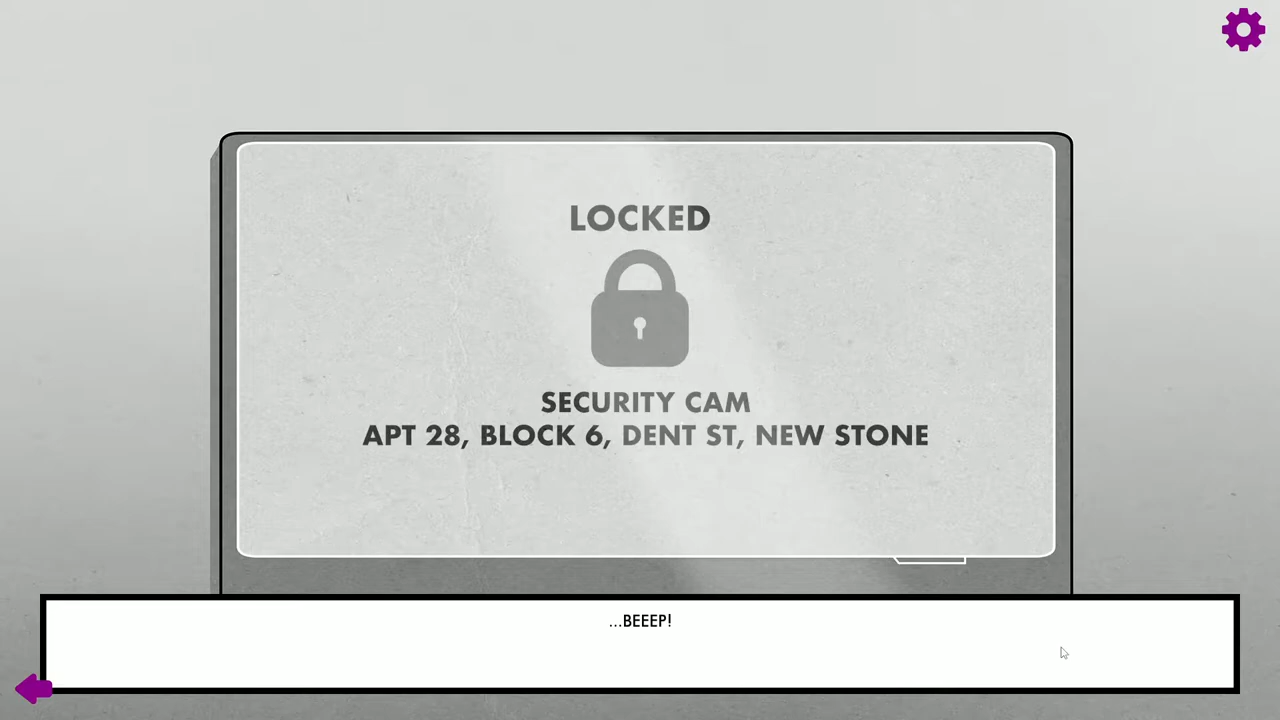 LOCKED
SECURITY CAM
APT 28, BLOCK 6, DENT ST, NEW STONE
...BEEEP!